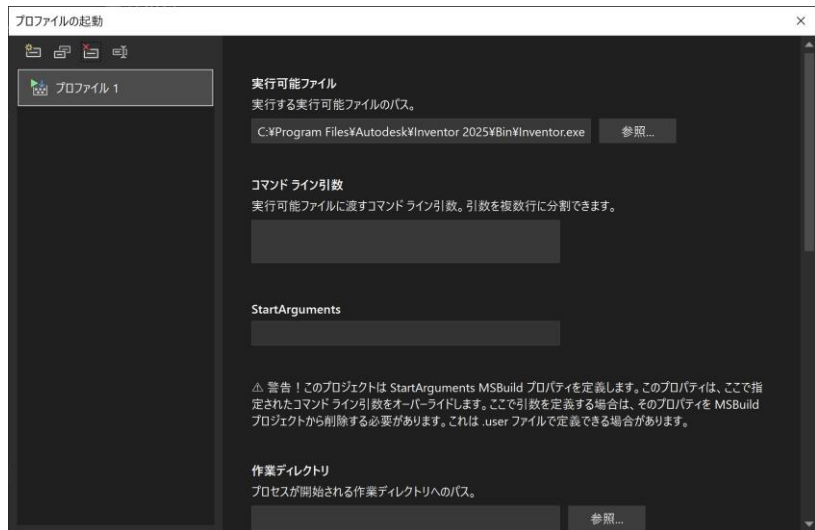 プロファイルの起動
プロファイル 1
実行可能ファイル
実行する実行可能ファイルのパス。
C:¥Program Files¥Autodesk¥Inventor 2025¥Bin¥Inventor.exe
参照...
コマンド ライン引数
実行可能ファイルに渡すコマンド ライン引数。引数を複数行に分割できます。
StartArguments
⚠ 警告！このプロジェクトは StartArguments MSBuild プロパティを定義します。このプロパティは、ここで指
定されたコマンド ライン引数をオーバーライドします。ここで引数を定義する場合は、そのプロパティを MSBuild
プロジェクトから削除する必要があります。これは .user ファイルで定義できる場合があります。
作業ディレクトリ
プロセスが開始される作業ディレクトリへのパス。
参照...